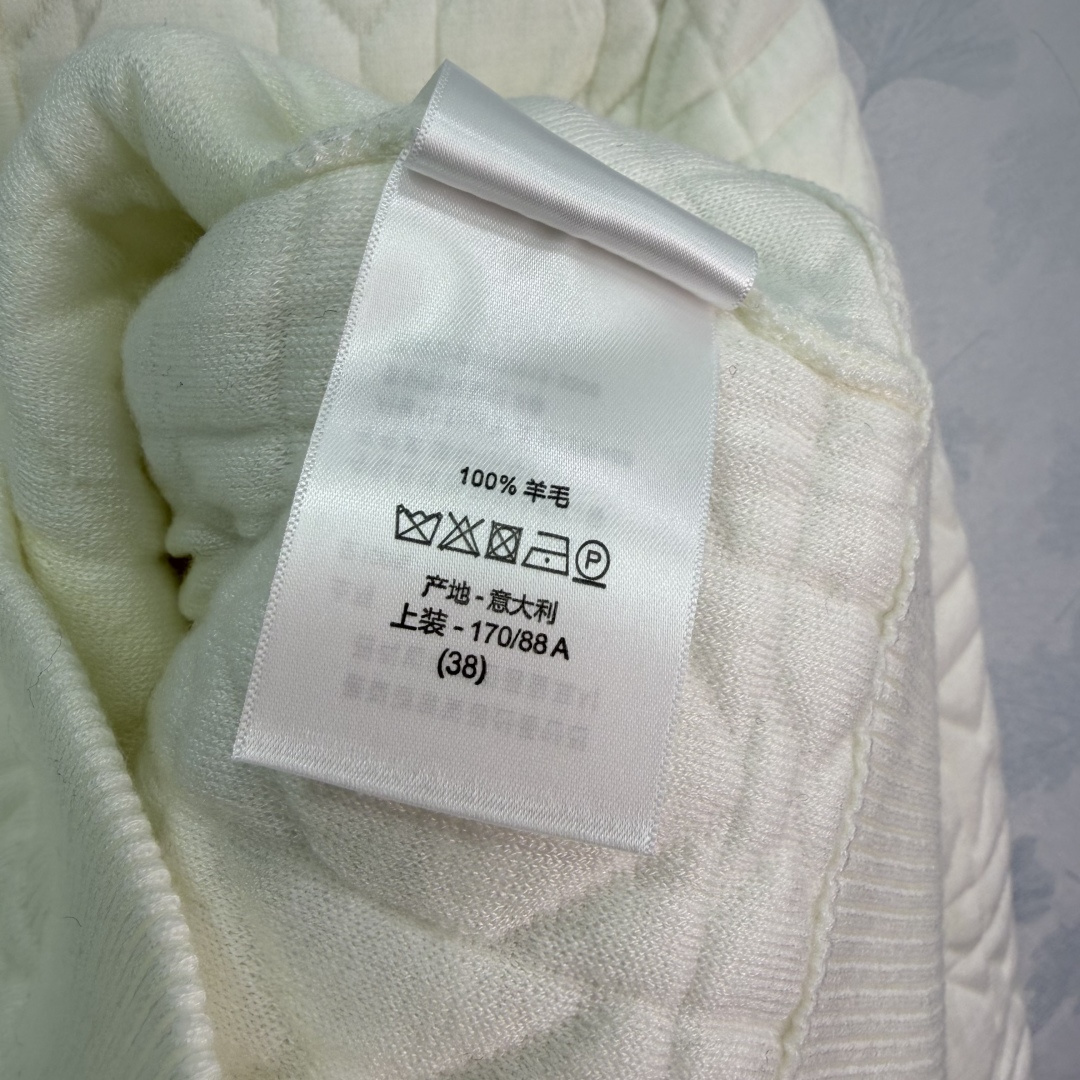 100% 羊毛
P
产地 - 意大利
上装 - 170/88 A
(38)